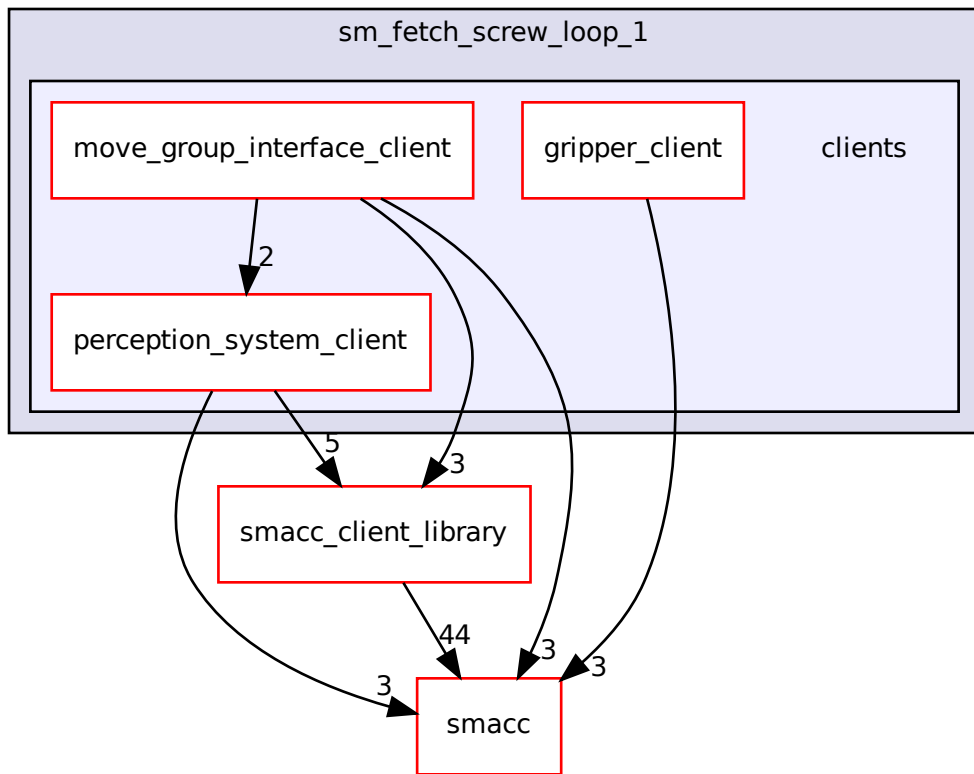 sm_fetch_screw_loop_1
move_group_interface_client
gripper_client
clients
2
perception_system_client
5
3
smacc_client_library
44
3
3
3
smacc